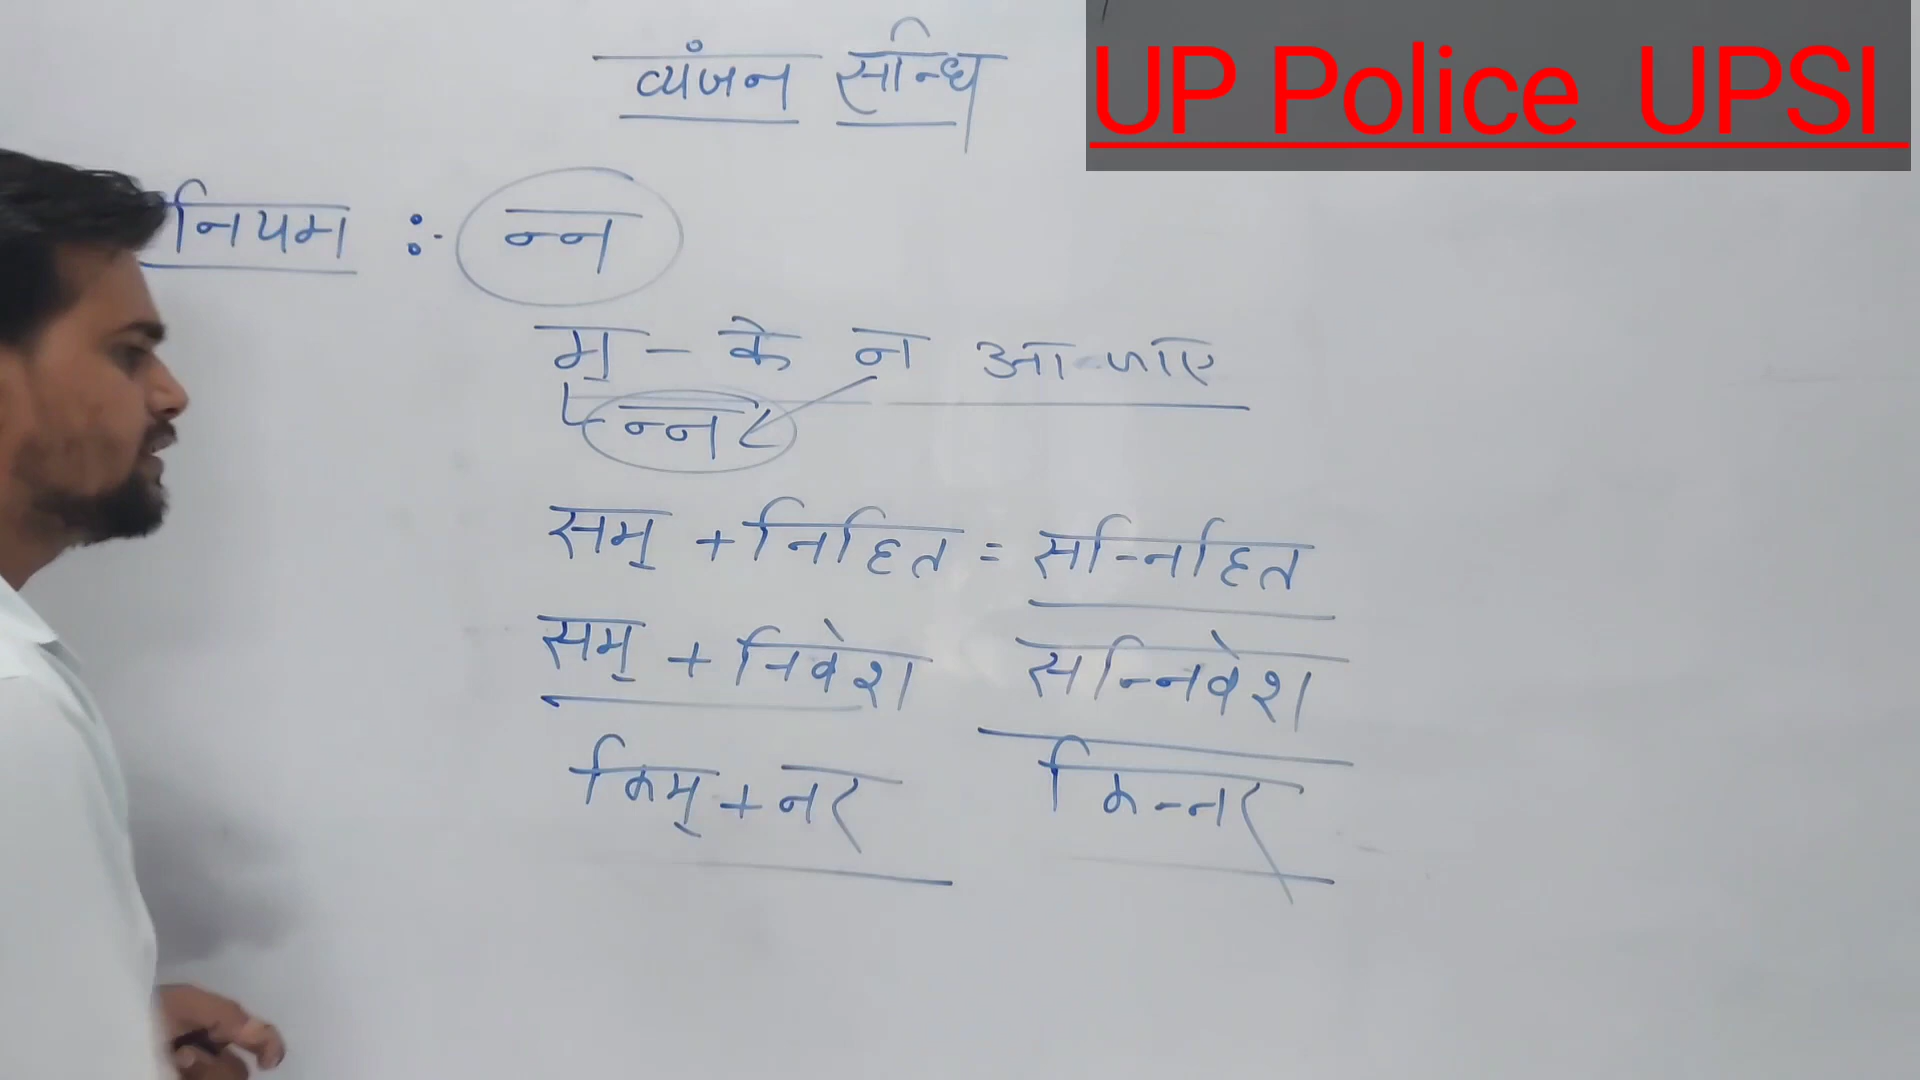 व्यंजन सन्धि
UP Police UPSI
नियम :- न्न
म् - के न आ जाए
न्न
सम् + निहित = सन्निहित
सम् + निवेश सन्निवेश
किम् + नर किन्नर